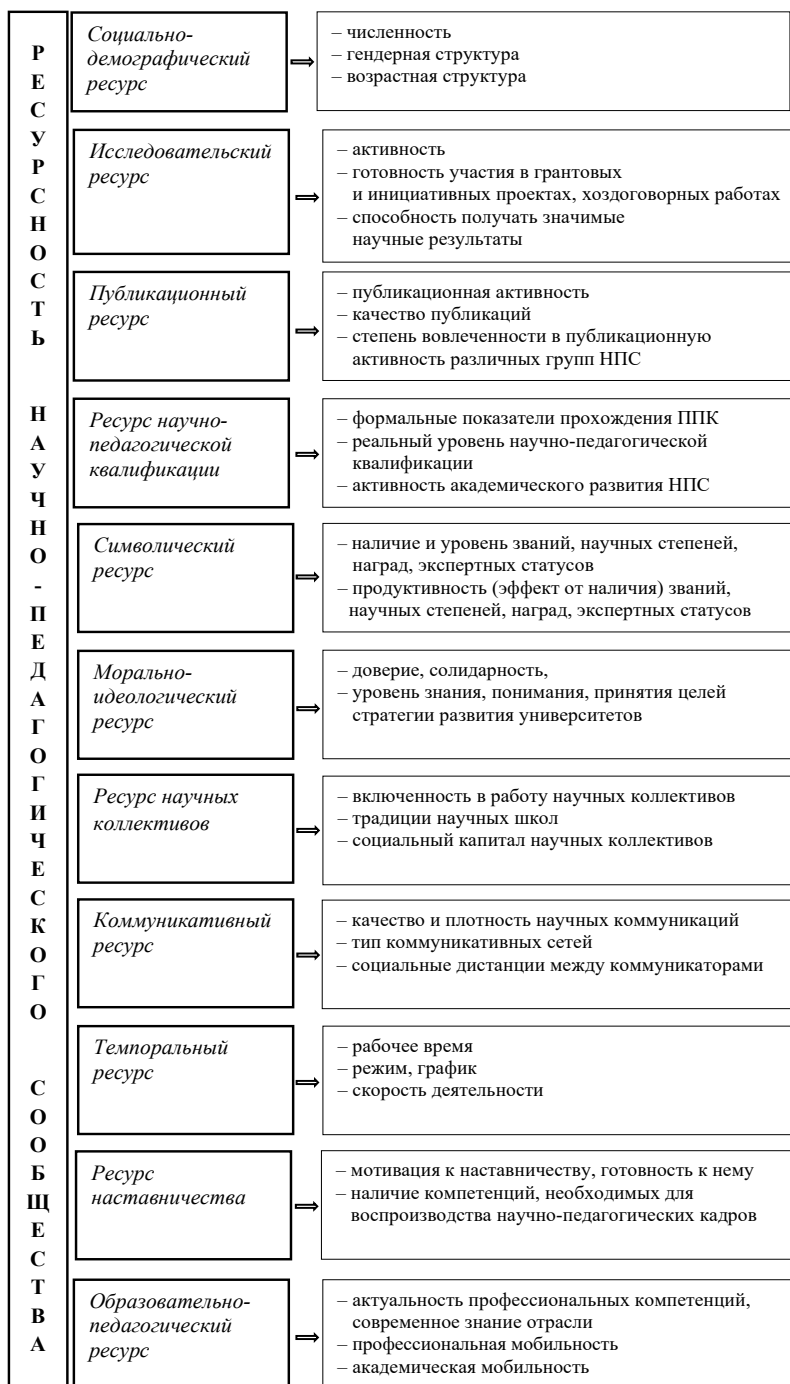 РЕСУРСНОСТЬ НАУЧНО-ПЕДАГОГИЧЕСКОГО СООБЩЕСТВА
Социально-
демографический
ресурс
– численность
– гендерная структура
– возрастная структура
Исследовательский
ресурс
– активность
– готовность участия в грантовых
и инициативных проектах, хоздоговорных работах
– способность получать значимые
научные результаты
Публикационный
ресурс
– публикационная активность
– качество публикаций
– степень вовлеченности в публикационную
активность различных групп НПС
Ресурс научно-
педагогической
квалификации
– формальные показатели прохождения ППК
– реальный уровень научно-педагогической
квалификации
– активность академического развития НПС
Символический
ресурс
– наличие и уровень званий, научных степеней,
наград, экспертных статусов
– продуктивность (эффект от наличия) званий,
научных степеней, наград, экспертных статусов
Морально-
идеологический
ресурс
– доверие, солидарность,
– уровень знания, понимания, принятия целей
стратегии развития университетов
Ресурс научных
коллективов
– включенность в работу научных коллективов
– традиции научных школ
– социальный капитал научных коллективов
Коммуникативный
ресурс
– качество и плотность научных коммуникаций
– тип коммуникативных сетей
– социальные дистанции между коммуникаторами
Темпоральный
ресурс
– рабочее время
– режим, график
– скорость деятельности
Ресурс
наставничества
– мотивация к наставничеству, готовность к нему
– наличие компетенций, необходимых для
воспроизводства научно-педагогических кадров
Образовательно-
педагогический
ресурс
– актуальность профессиональных компетенций,
современное знание отрасли
– профессиональная мобильность
– академическая мобильность